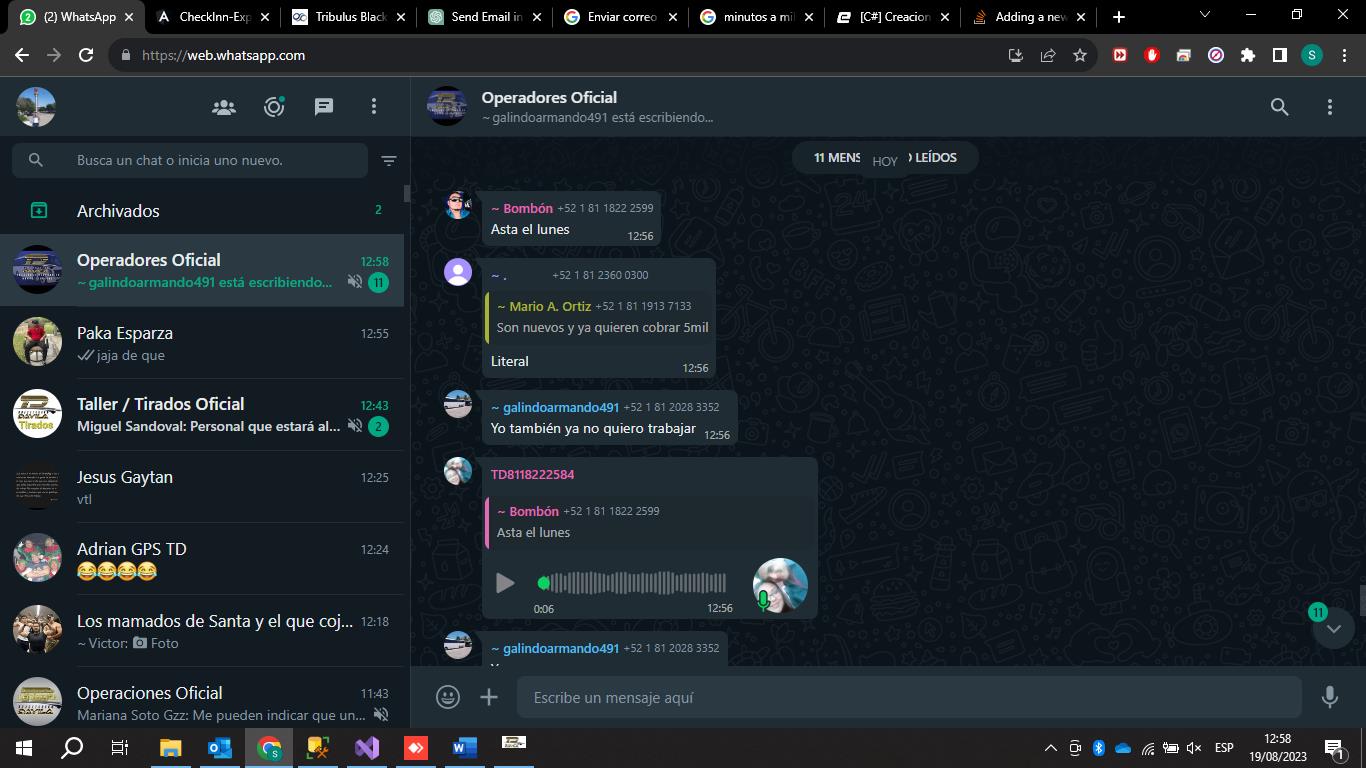 (2) WhatsApp
CheckInn-Exp
Tribulus Black
Send Email in
Enviar correo
minutos a mil
[C#] Creacion
Adding a new
https://web.whatsapp.com
S
Operadores Oficial
~ galindoarmando491 está escribiendo...
Busca un chat o inicia uno nuevo.
Archivados
2
Operadores Oficial
12:58
~ galindoarmando491 está escribiendo...
11
Paka Esparza
12:55
jaja de que
Taller / Tirados Oficial
12:43
Miguel Sandoval: Personal que estará al...
2
Jesus Gaytan
12:25
vtl
Adrian GPS TD
12:24
😂😂😂😂
Los mamados de Santa y el que coj...
12:18
~ Victor: Foto
Operaciones Oficial
11:43
Mariana Soto Gzz: Me pueden indicar que un...
11 MENS
HOY
LEÍDOS
~ Bombón +52 1 81 1822 2599
Asta el lunes
12:56
~ . +52 1 81 2360 0300
~ Mario A. Ortiz +52 1 81 1913 7133
Son nuevos y ya quieren cobrar 5mil
Literal
12:56
~ galindoarmando491 +52 1 81 2028 3352
Yo también ya no quiero trabajar
12:56
TD8118222584
~ Bombón +52 1 81 1822 2599
Asta el lunes
0:06
12:56
~ galindoarmando491 +52 1 81 2028 3352
11
Escribe un mensaje aquí
ESP
12:58
19/08/2023
1